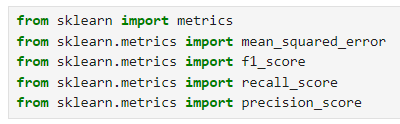 from sklearn import metrics
from sklearn.metrics import mean_squared_error
from sklearn.metrics import f1_score
from sklearn.metrics import recall_score
from sklearn.metrics import precision_score